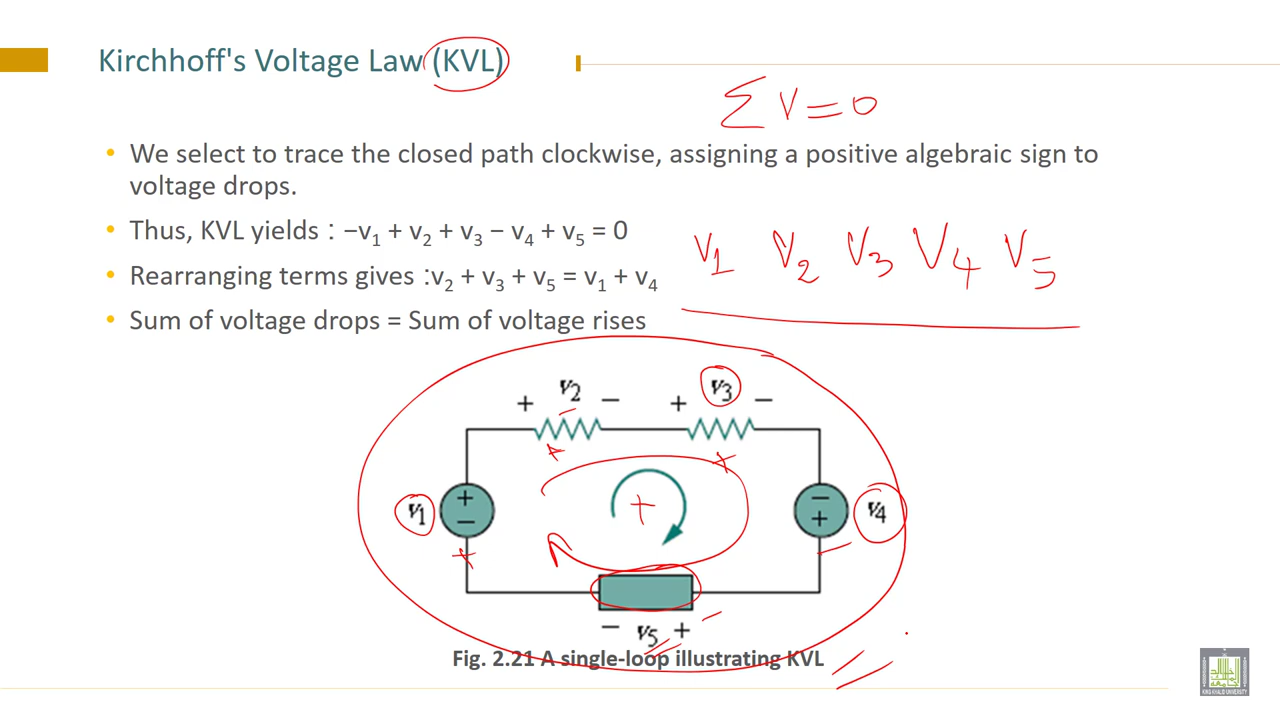 Kirchhoff's Voltage Law (KVL)
∑ V = 0
• We select to trace the closed path clockwise, assigning a positive algebraic sign to
voltage drops.
• Thus, KVL yields : −v₁ + v₂ + v₃ − v₄ + v₅ = 0
V₁ V₂ V₃ V₄ V₅
• Rearranging terms gives :v₂ + v₃ + v₅ = v₁ + v₄
• Sum of voltage drops = Sum of voltage rises
v₂ v₃
+ − + −
− +
+ +
v₁ + − + − + v₄
+ −
−
− v₅ +
Fig. 2.21 A single-loop illustrating KVL
KING KHALID UNIVERSITY